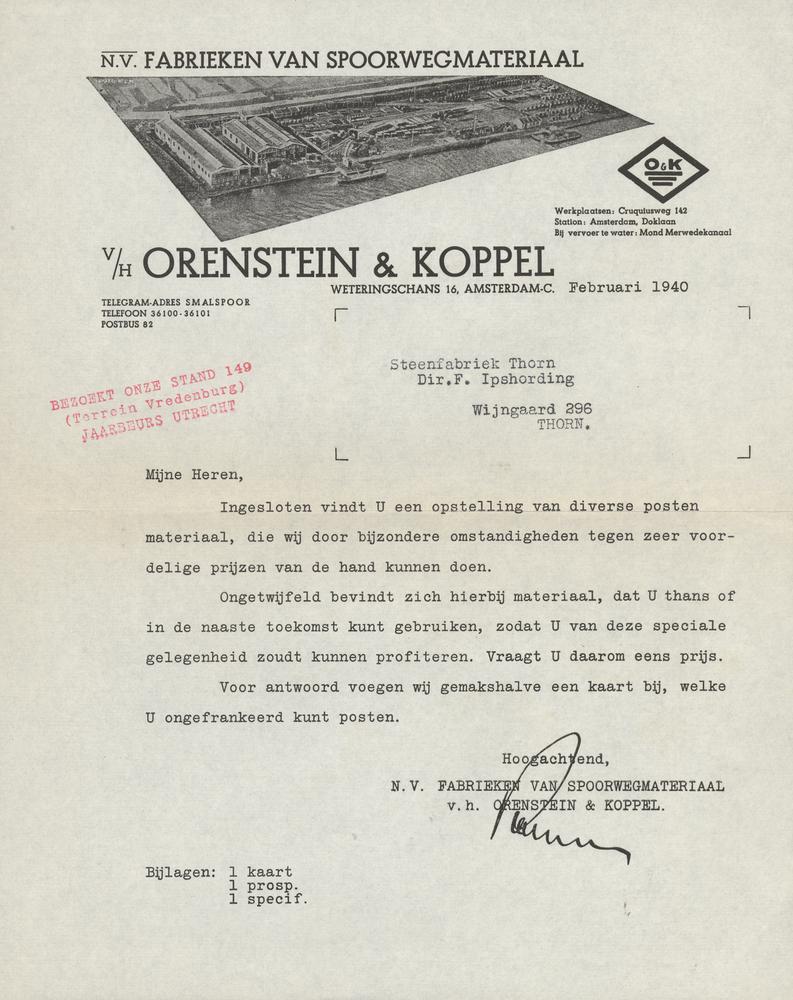 N.V. FABRIEKEN VAN SPOORWEGMATERIAAL
O&K
Werkplaatsen: Cruquiusweg 142
Station: Amsterdam, Doklaan
Bij vervoer te water: Mond Merwedekanaal
V/H ORENSTEIN & KOPPEL
WETERINGSCHANS 16, AMSTERDAM-C. Februari 1940
TELEGRAM-ADRES SMALSPOOR
TELEFOON 36100-36101
POSTBUS 82
BEZOEKT ONZE STAND 149
(Terrein Vredenburg)
JAARBEURS UTRECHT
Steenfabriek Thorn
Dir.F. Ipshording
Wijngaard 296
THORN.
Mijne Heren,
Ingesloten vindt U een opstelling van diverse posten
materiaal, die wij door bijzondere omstandigheden tegen zeer voor-
delige prijzen van de hand kunnen doen.
Ongetwijfeld bevindt zich hierbij materiaal, dat U thans of
in de naaste toekomst kunt gebruiken, zodat U van deze speciale
gelegenheid zoudt kunnen profiteren. Vraagt U daarom eens prijs.
Voor antwoord voegen wij gemakshalve een kaart bij, welke
U ongefrankeerd kunt posten.
Hoogachtend,
N.V. FABRIEKEN VAN SPOORWEGMATERIAAL
v.h. ORENSTEIN & KOPPEL.
Bijlagen: 1 kaart
1 prosp.
1 specif.